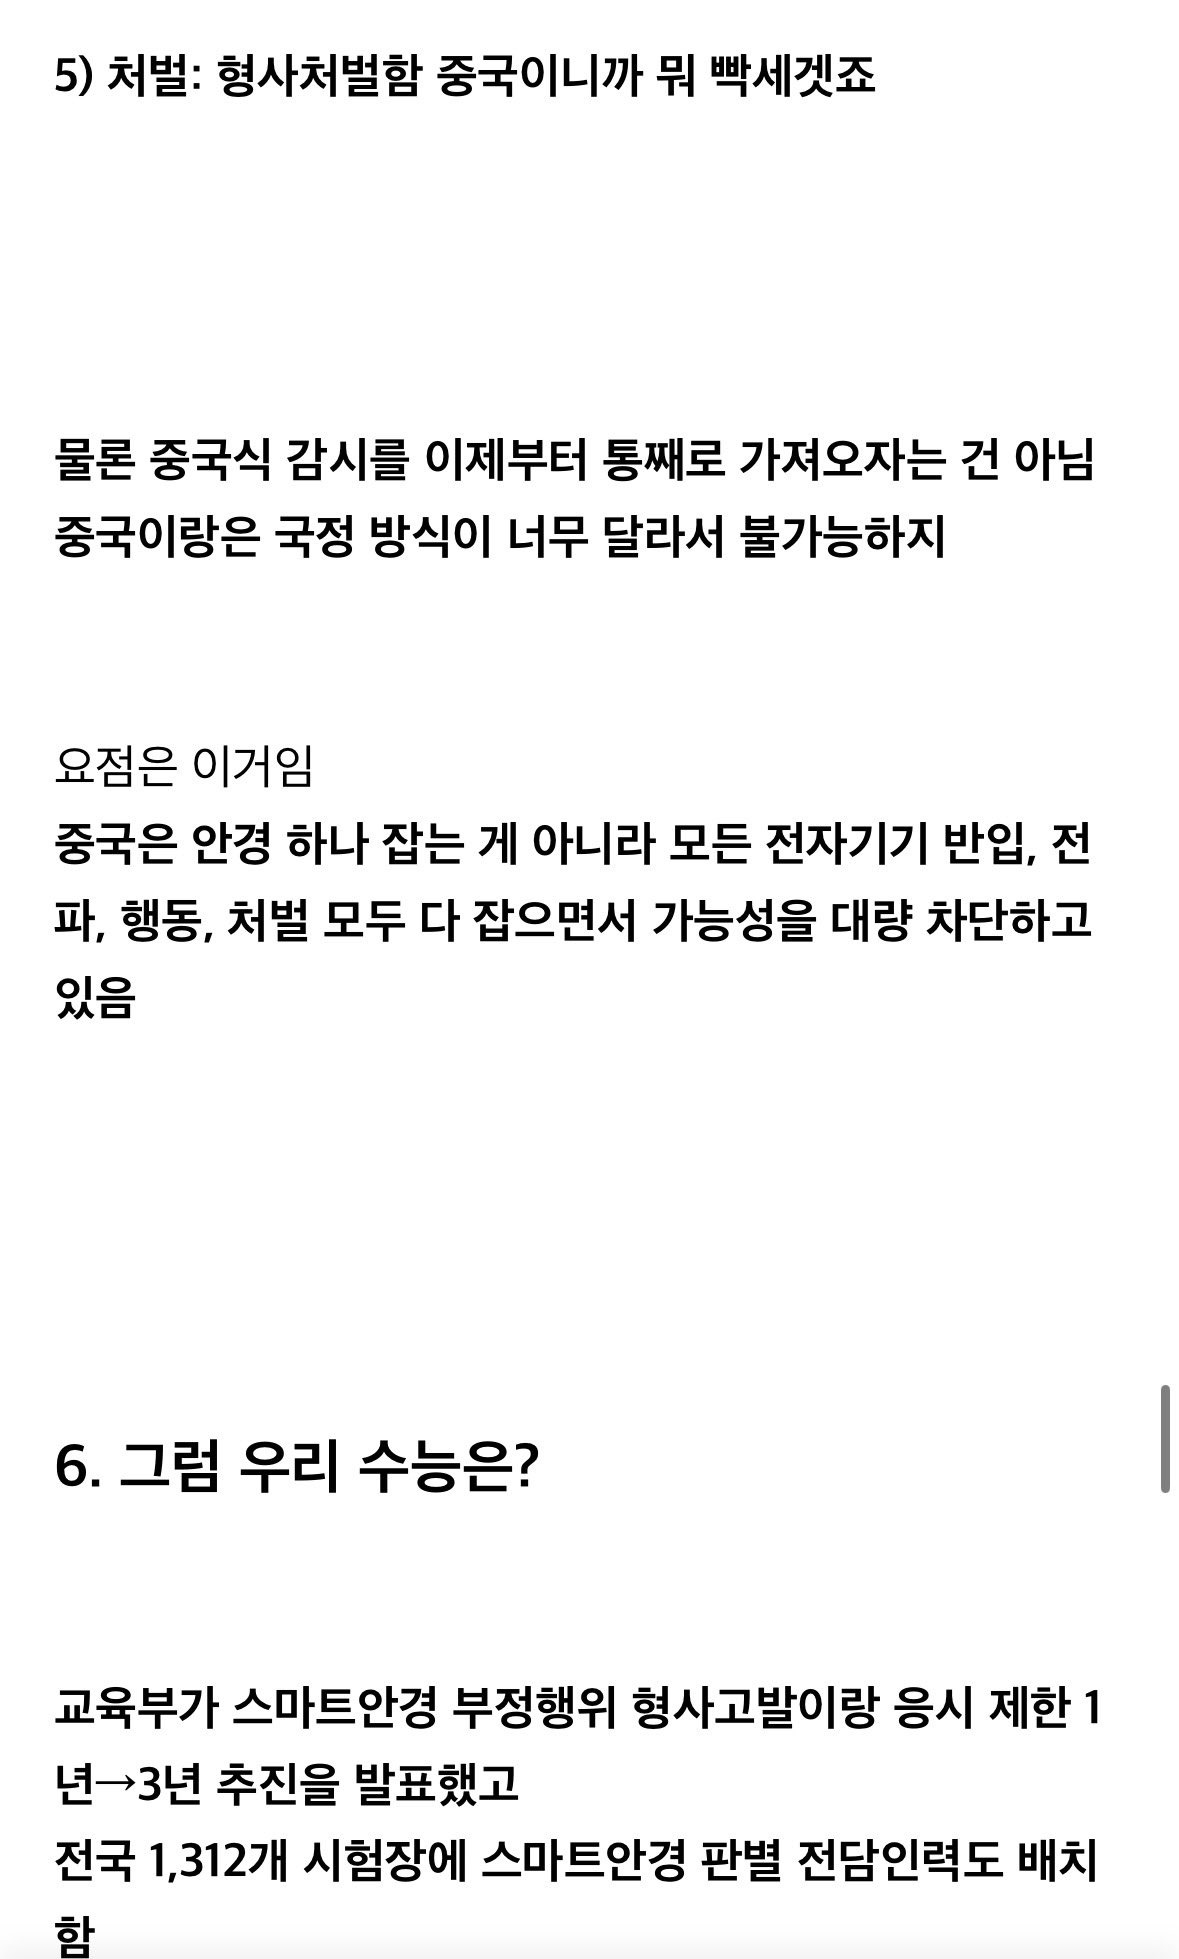 5) 처벌: 형사처벌함 중국이니까 뭐 빡세겟죠
물론 중국식 감시를 이제부터 통째로 가져오자는 건 아님
중국이랑은 국정 방식이 너무 달라서 불가능하지
요점은 이거임
중국은 안경 하나 잡는 게 아니라 모든 전자기기 반입, 전
파, 행동, 처벌 모두 다 잡으면서 가능성을 대량 차단하고
있음
6. 그럼 우리 수능은?
교육부가 스마트안경 부정행위 형사고발이랑 응시 제한 1
년→3년 추진을 발표했고
전국 1,312개 시험장에 스마트안경 판별 전담인력도 배치
함